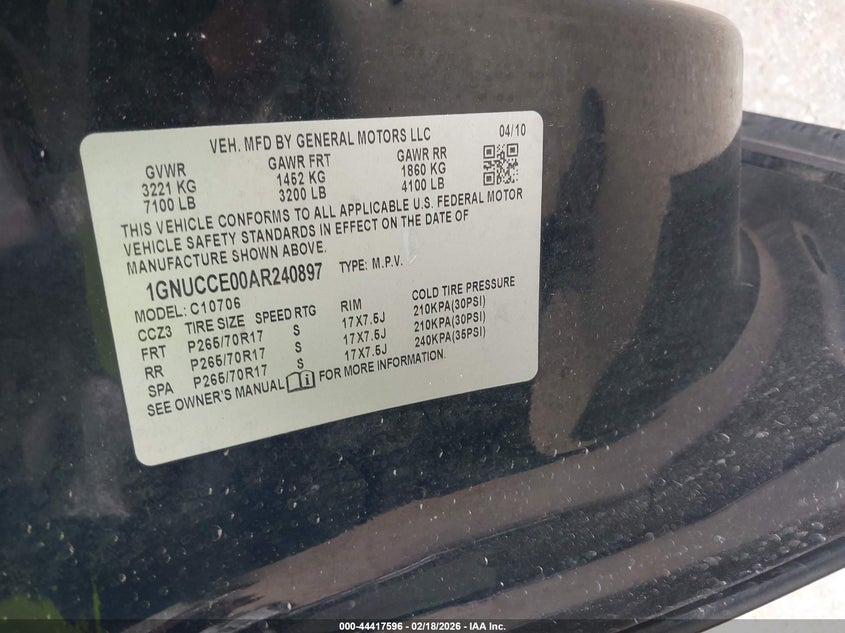 VEH. MFD BY GENERAL MOTORS LLC 04/10
GVWR GAWR FRT GAWR RR
3221 KG 1452 KG 1860 KG
7100 LB 3200 LB 4100 LB
THIS VEHICLE CONFORMS TO ALL APPLICABLE U.S. FEDERAL MOTOR
VEHICLE SAFETY STANDARDS IN EFFECT ON THE DATE OF
MANUFACTURE SHOWN ABOVE.
1GNUCCE00AR240897 TYPE: M.P.V.
MODEL: C10706
CCZ3 TIRE SIZE SPEED RTG RIM COLD TIRE PRESSURE
FRT P265/70R17 S 17X7.5J 210KPA(30PSI)
RR P265/70R17 S 17X7.5J 210KPA(30PSI)
SPA P265/70R17 S 17X7.5J 240KPA(35PSI)
SEE OWNER'S MANUAL FOR MORE INFORMATION.
000-44417596 - 02/18/2026 - IAA Inc.